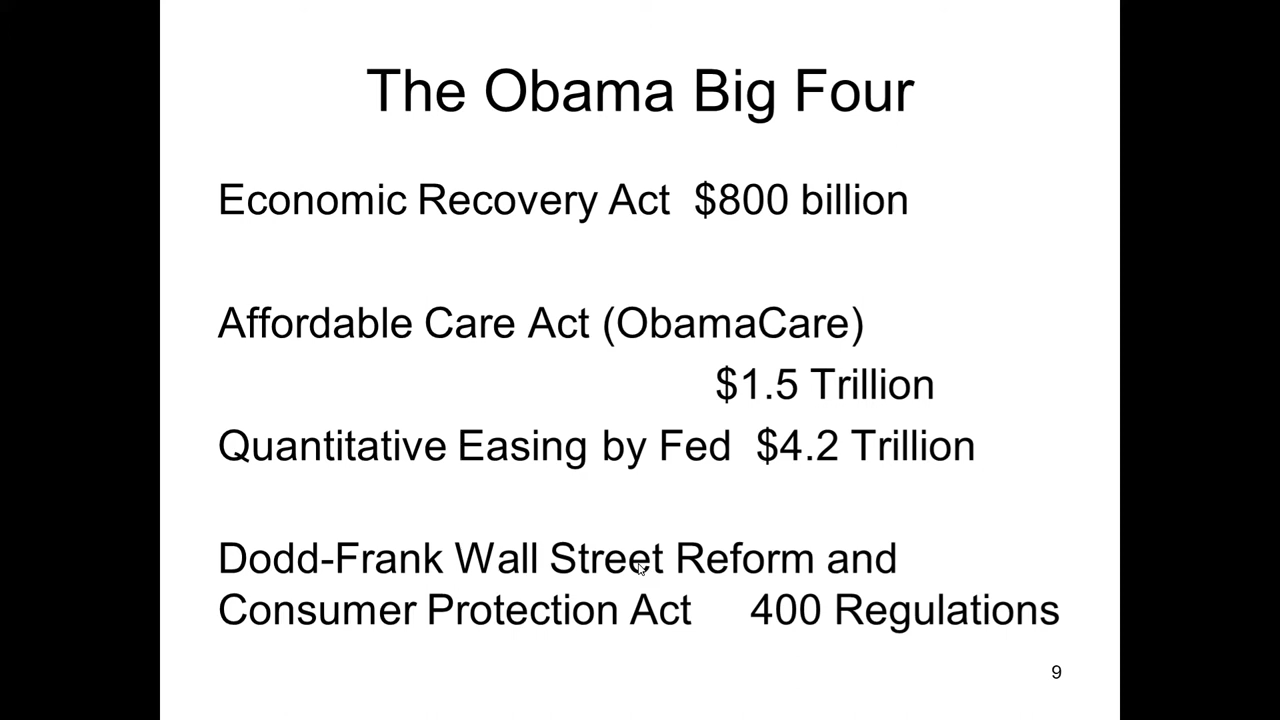 The Obama Big Four
Economic Recovery Act $800 billion
Affordable Care Act (ObamaCare)
$1.5 Trillion
Quantitative Easing by Fed $4.2 Trillion
Dodd-Frank Wall Street Reform and
Consumer Protection Act 400 Regulations
9